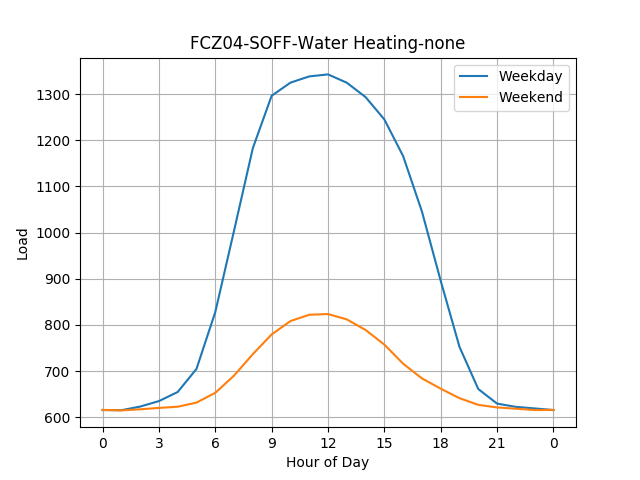 FCZ04-SOFF-Water Heating-none
Weekday
Weekend
Load
1300
1200
1100
1000
900
800
700
600
0 3 6 9 12 15 18 21 0
Hour of Day